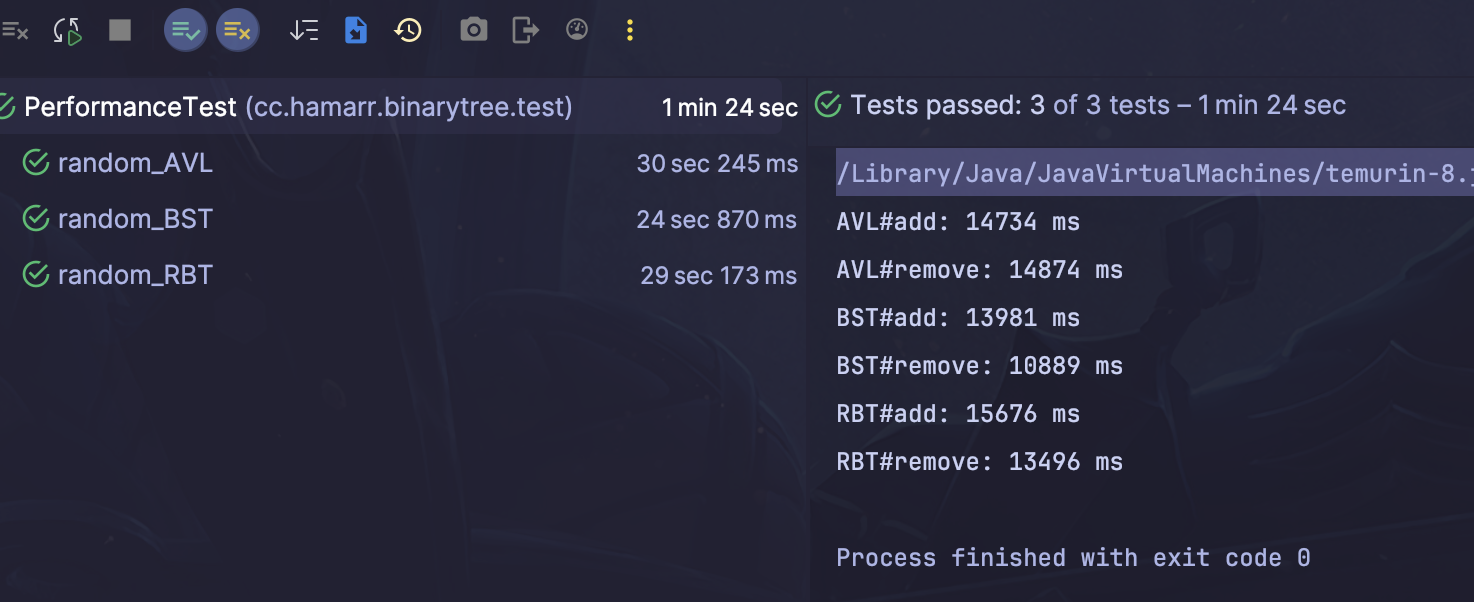 PerformanceTest (cc.hamarr.binarytree.test) 1 min 24 sec
random_AVL 30 sec 245 ms
random_BST 24 sec 870 ms
random_RBT 29 sec 173 ms
Tests passed: 3 of 3 tests – 1 min 24 sec
/Library/Java/JavaVirtualMachines/temurin-8.
AVL#add: 14734 ms
AVL#remove: 14874 ms
BST#add: 13981 ms
BST#remove: 10889 ms
RBT#add: 15676 ms
RBT#remove: 13496 ms
Process finished with exit code 0